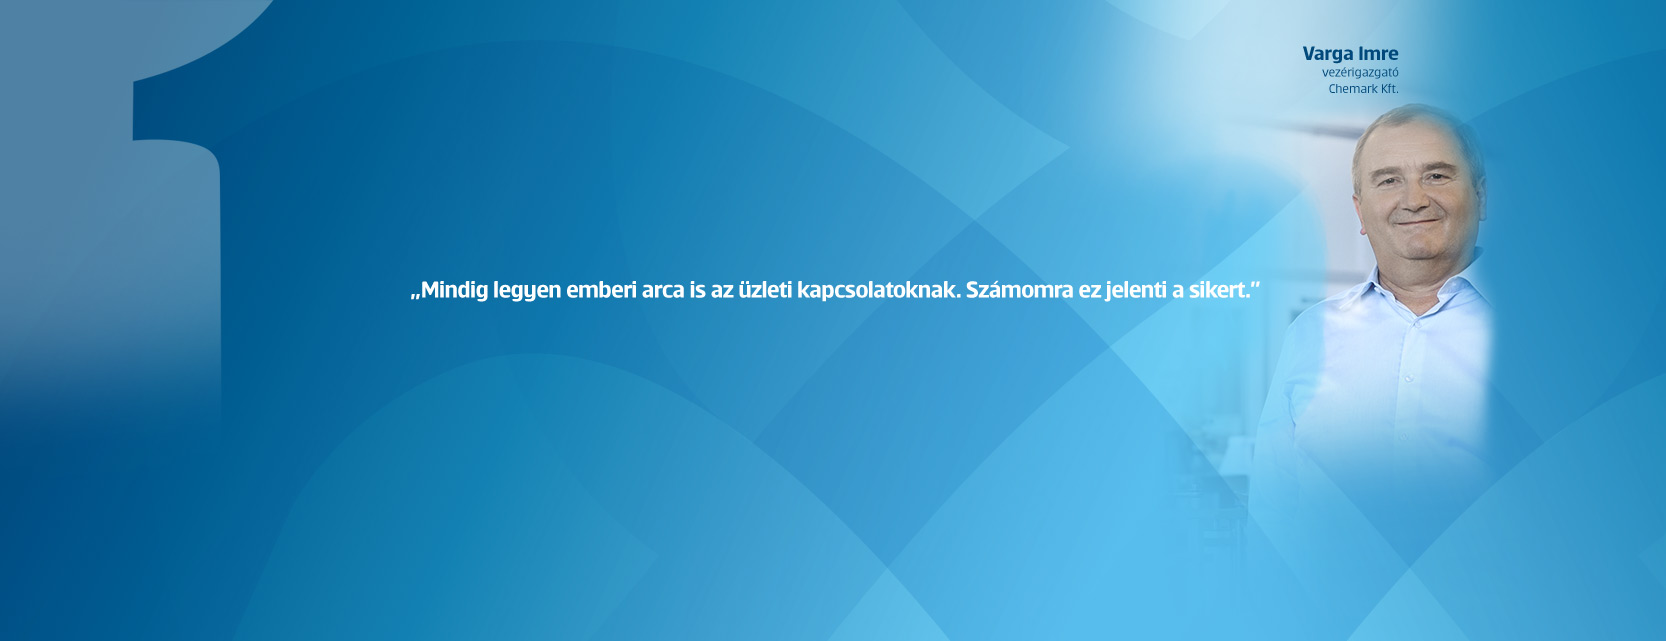 Varga Imre
vezérigazgató
Chemark Kft.
„Mindig legyen emberi arca is az üzleti kapcsolatoknak. Számomra ez jelenti a sikert.”